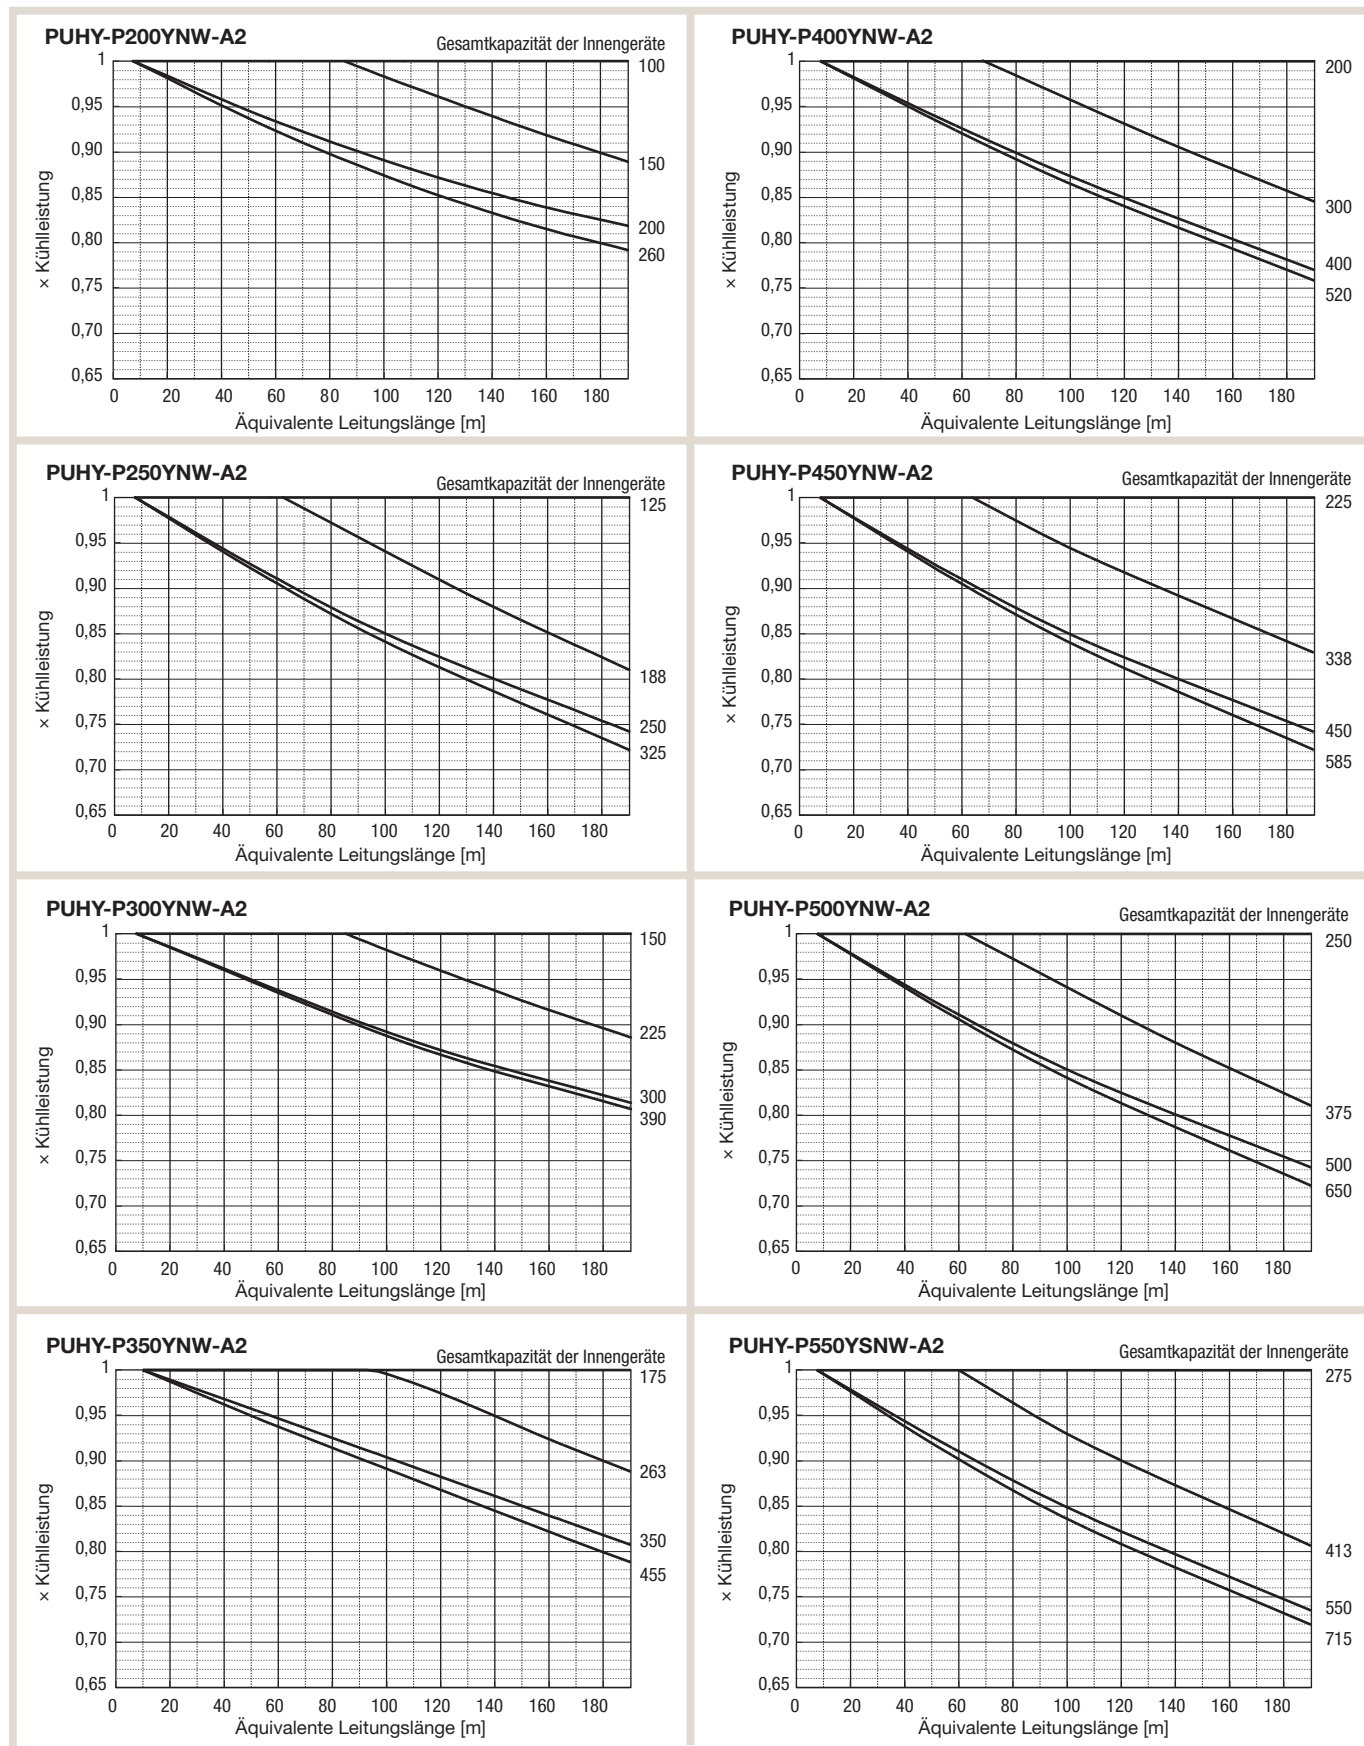 PUHY-P200YNW-A2
Gesamtkapazität der Innengeräte
1
0,95
0,90
0,85
0,80
0,75
0,70
0,65
× Kühlleistung
100
150
200
260
0 20 40 60 80 100 120 140 160 180
Äquivalente Leitungslänge [m]
PUHY-P400YNW-A2
1
0,95
0,90
0,85
0,80
0,75
0,70
0,65
× Kühlleistung
200
300
400
520
0 20 40 60 80 100 120 140 160 180
Äquivalente Leitungslänge [m]
PUHY-P250YNW-A2
Gesamtkapazität der Innengeräte
1
0,95
0,90
0,85
0,80
0,75
0,70
0,65
× Kühlleistung
125
188
250
325
0 20 40 60 80 100 120 140 160 180
Äquivalente Leitungslänge [m]
PUHY-P450YNW-A2
Gesamtkapazität der Innengeräte
1
0,95
0,90
0,85
0,80
0,75
0,70
0,65
× Kühlleistung
225
338
450
585
0 20 40 60 80 100 120 140 160 180
Äquivalente Leitungslänge [m]
PUHY-P300YNW-A2
1
0,95
0,90
0,85
0,80
0,75
0,70
0,65
× Kühlleistung
150
225
300
390
0 20 40 60 80 100 120 140 160 180
Äquivalente Leitungslänge [m]
PUHY-P500YNW-A2
Gesamtkapazität der Innengeräte
1
0,95
0,90
0,85
0,80
0,75
0,70
0,65
× Kühlleistung
250
375
500
650
0 20 40 60 80 100 120 140 160 180
Äquivalente Leitungslänge [m]
PUHY-P350YNW-A2
Gesamtkapazität der Innengeräte
1
0,95
0,90
0,85
0,80
0,75
0,70
0,65
× Kühlleistung
175
263
350
455
0 20 40 60 80 100 120 140 160 180
Äquivalente Leitungslänge [m]
PUHY-P550YSNW-A2
Gesamtkapazität der Innengeräte
1
0,95
0,90
0,85
0,80
0,75
0,70
0,65
× Kühlleistung
275
413
550
715
0 20 40 60 80 100 120 140 160 180
Äquivalente Leitungslänge [m]